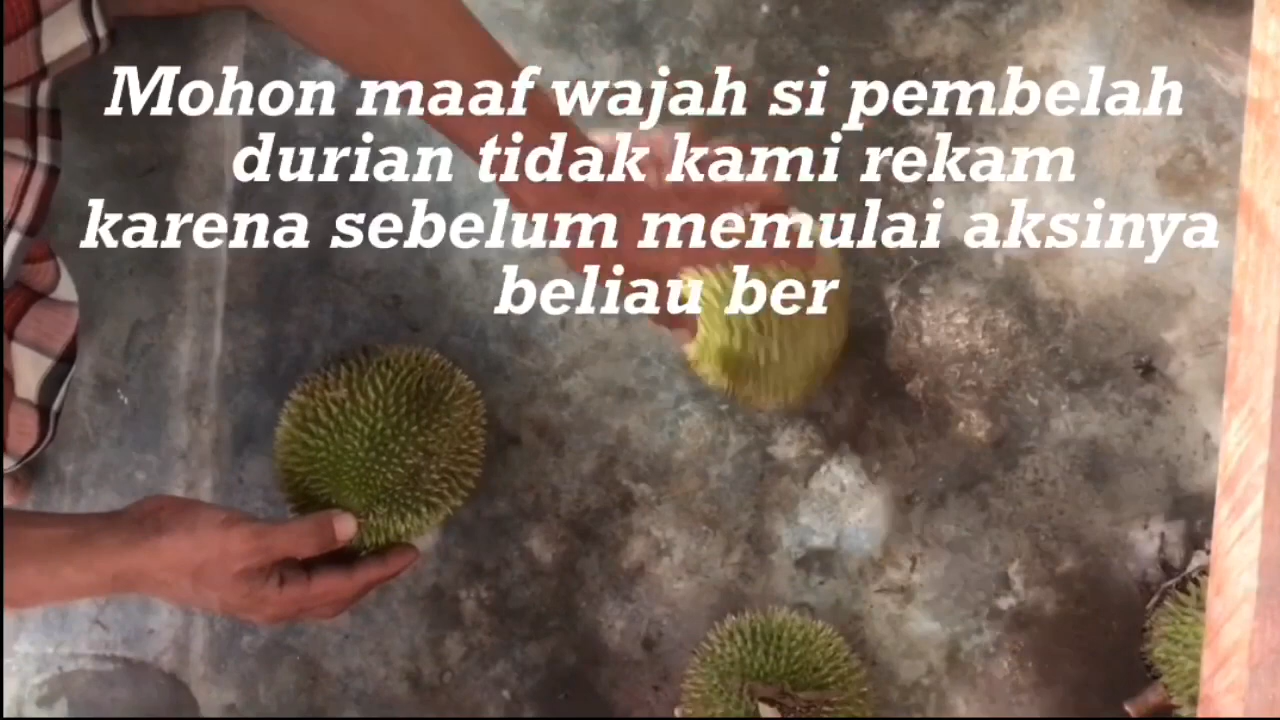 Mohon maaf wajah si pembelah
durian tidak kami rekam
karena sebelum memulai aksinya
beliau ber